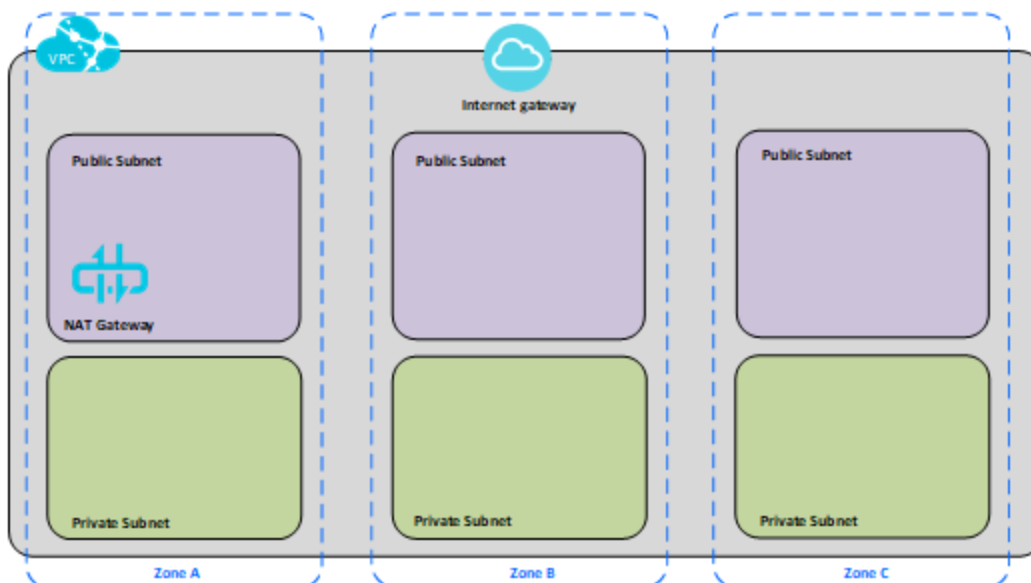 VPC
Internet gateway
Public Subnet
Public Subnet
Public Subnet
NAT Gateway
Private Subnet
Private Subnet
Private Subnet
Zone A
Zone B
Zone C